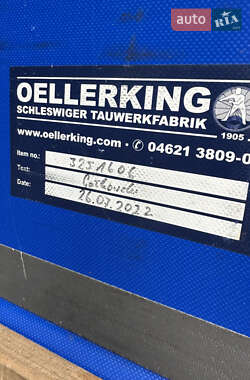 auto RIA
OELLERKING
SCHLESWIGER TAUWERKFABRIK
1905
www.oellerking.com - ✆ 04621 3809-0
Item no.: 3251606
Text:
Date: 26.07.2022